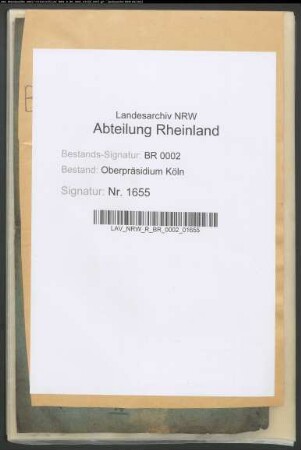 Landesarchiv NRW
Abteilung Rheinland
Bestands-Signatur: BR 0002
Bestand: Oberpräsidium Köln
Signatur: Nr. 1655
LAV_NRW_R_BR_0002_01655